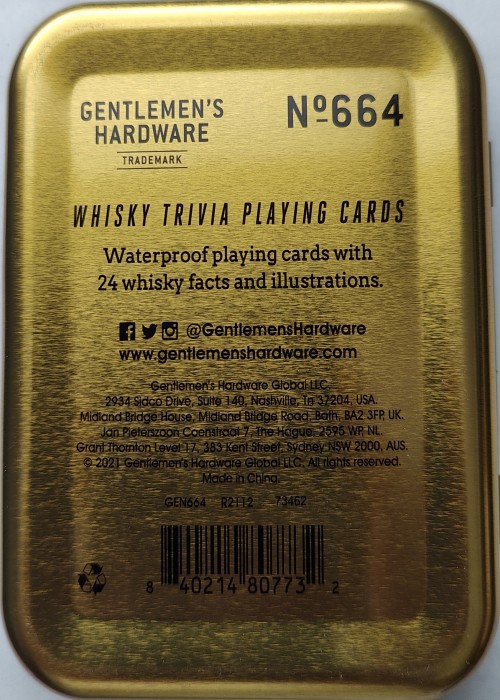 GENTLEMEN'S
HARDWARE
TRADEMARK
Nº664
WHISKY TRIVIA PLAYING CARDS
Waterproof playing cards with
24 whisky facts and illustrations.
@GentlemensHardware
www.gentlemenshardware.com
Gentlemen's Hardware Global LLC.
2934 Sidco Drive, Suite 140, Nashville, Tn 37204, USA.
Midland Bridge House, Midland Bridge Road, Bath, BA2 3FP, UK.
Jan Pieterszoon Coenstraat 7, The Hague, 2595 WP, NL.
Grant Thornton Level 17, 383 Kent Street, Sydney NSW 2000, AUS.
© 2021 Gentlemen's Hardware Global LLC, All rights reserved.
Made in China.
GEN664 R2112 73462
8 40214 80773 2